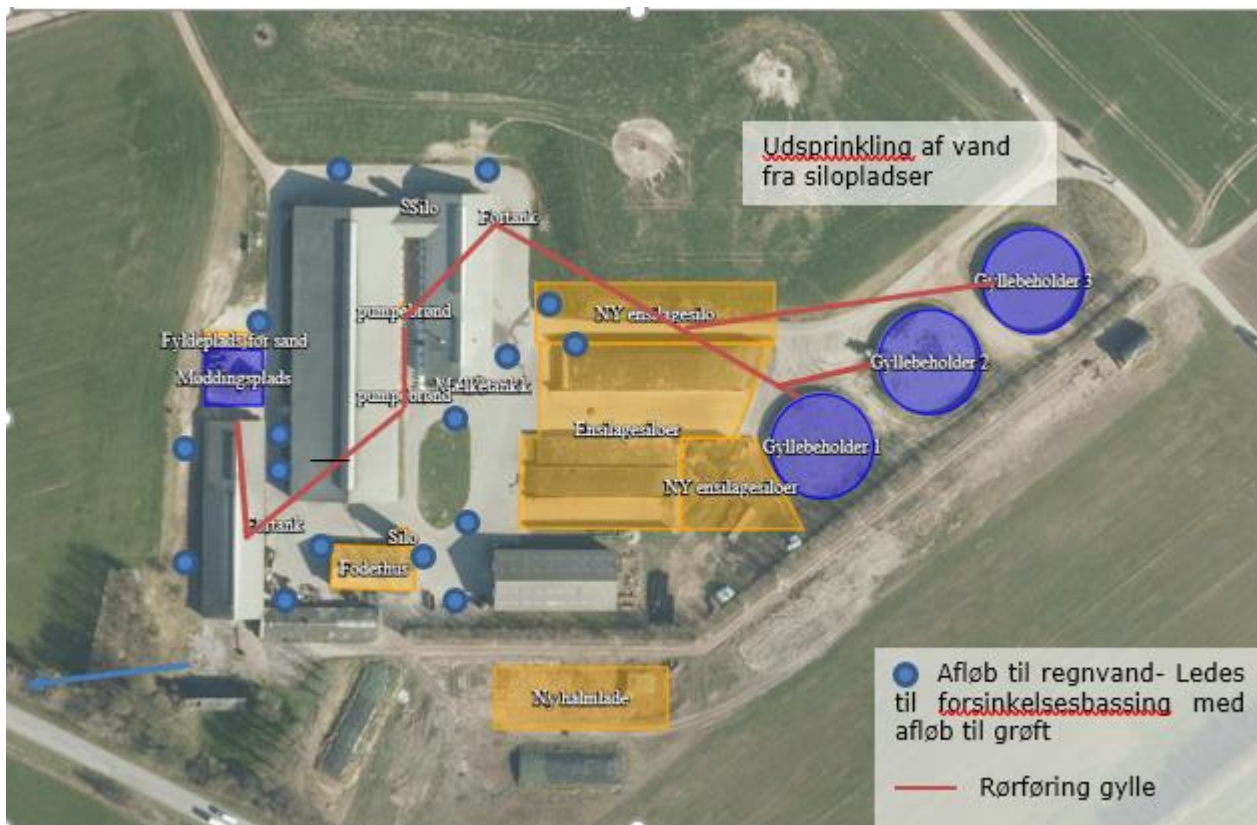 Udsprinkling af vand
fra silopladser
SSilo
Fortank
Gyllebeholder 3
pumpebrønd
NY ensilagesilo
Fyldeplads for sand
Møddingsplads
Gyllebeholder 2
pumpebrønd
Ensilagesiloer
Gyllebeholder 1
NY ensilagesiloer
Fortank
Silo
Foderhus
Ny halmlade
Afløb til regnvand- Ledes
til forsinkelsesbassing med
afløb til grøft
Rørføring gylle